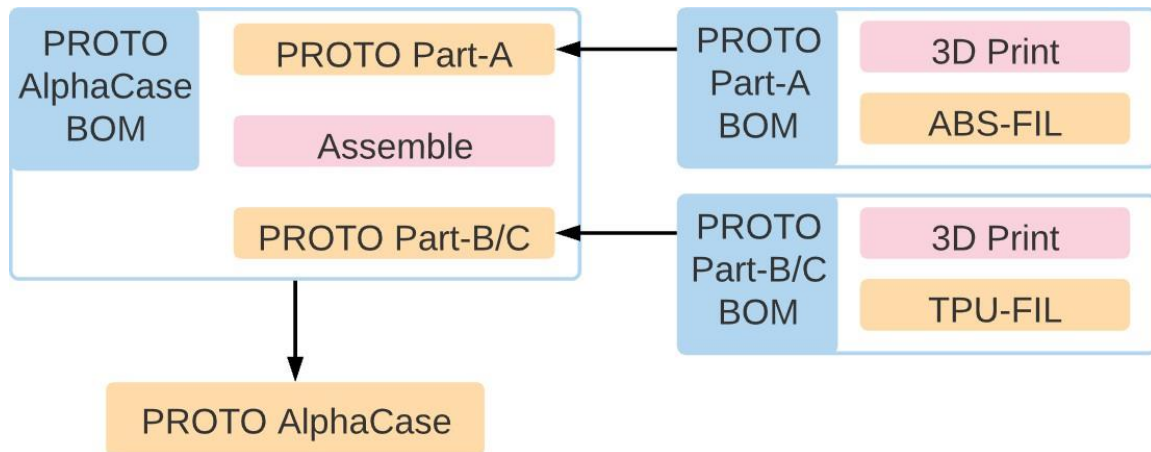 PROTO
AlphaCase
BOM
PROTO Part-A
Assemble
PROTO Part-B/C
PROTO
Part-A
BOM
3D Print
ABS-FIL
PROTO
Part-B/C
BOM
3D Print
TPU-FIL
PROTO AlphaCase